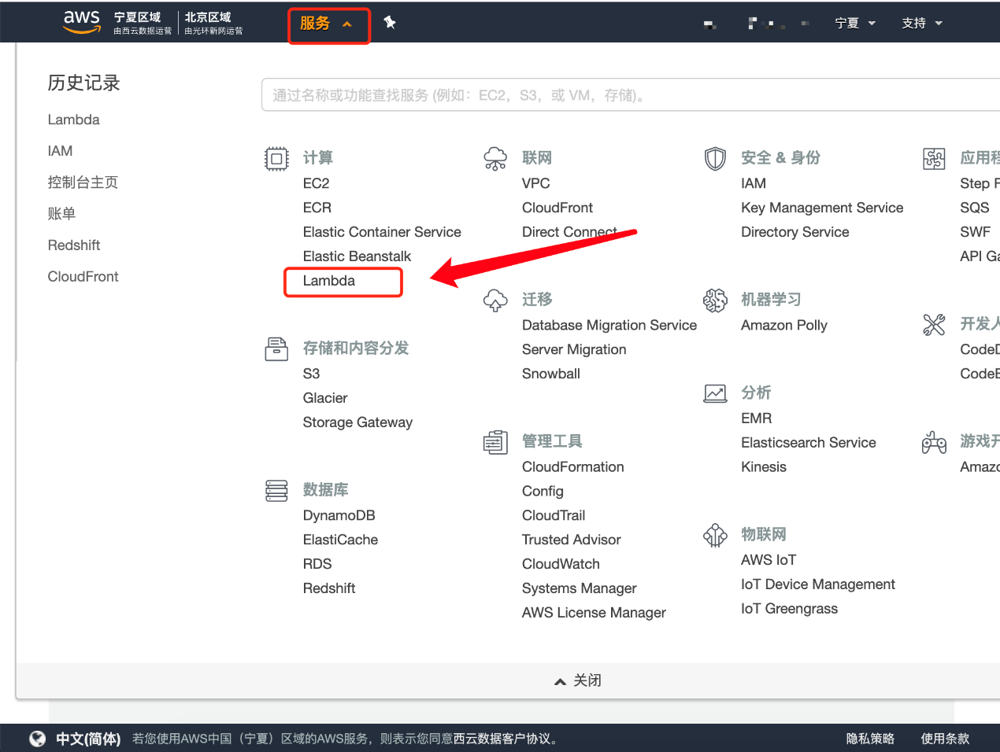 aws
宁夏区域
由西云数据运营
北京区域
由光环新网运营
服务
宁夏
支持
历史记录
Lambda
IAM
控制台主页
账单
Redshift
CloudFront
通过名称或功能查找服务 (例如：EC2，S3，或 VM，存储)。
计算
EC2
ECR
Elastic Container Service
Elastic Beanstalk
Lambda
存储和内容分发
S3
Glacier
Storage Gateway
数据库
DynamoDB
ElastiCache
RDS
Redshift
联网
VPC
CloudFront
Direct Connect
迁移
Database Migration Service
Server Migration
Snowball
管理工具
CloudFormation
Config
CloudTrail
Trusted Advisor
CloudWatch
Systems Manager
AWS License Manager
安全 & 身份
IAM
Key Management Service
Directory Service
机器学习
Amazon Polly
分析
EMR
Elasticsearch Service
Kinesis
物联网
AWS IoT
IoT Device Management
IoT Greengrass
应用程
Step F
SQS
SWF
API Ga
开发人
CodeD
CodeB
游戏开
Amazo
关闭
中文(简体)
若您使用AWS中国（宁夏）区域的AWS服务，则表示您同意西云数据客户协议。
隐私策略
使用条款